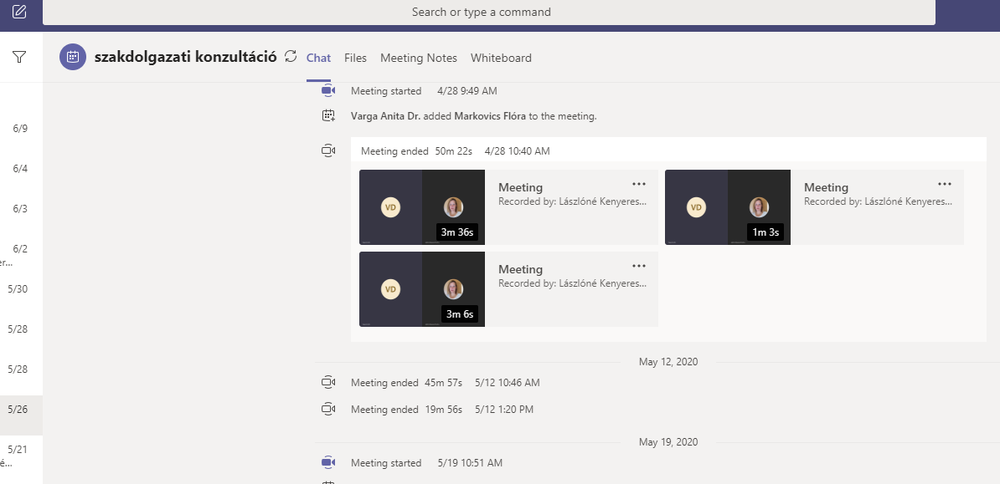 Search or type a command
szakdolgazati konzultáció Chat Files Meeting Notes Whiteboard
6/9
6/4
6/3
6/2
er...
5/30
5/28
5/28
5/26
5/21
é...
Meeting started 4/28 9:49 AM
Varga Anita Dr. added Markovics Flóra to the meeting.
Meeting ended 50m 22s 4/28 10:40 AM
VD
3m 36s
Meeting
Recorded by: Lászlóné Kenyeres...
VD
1m 3s
Meeting
Recorded by: Lászlóné Kenyeres...
VD
3m 6s
Meeting
Recorded by: Lászlóné Kenyeres...
May 12, 2020
Meeting ended 45m 57s 5/12 10:46 AM
Meeting ended 19m 56s 5/12 1:20 PM
May 19, 2020
Meeting started 5/19 10:51 AM